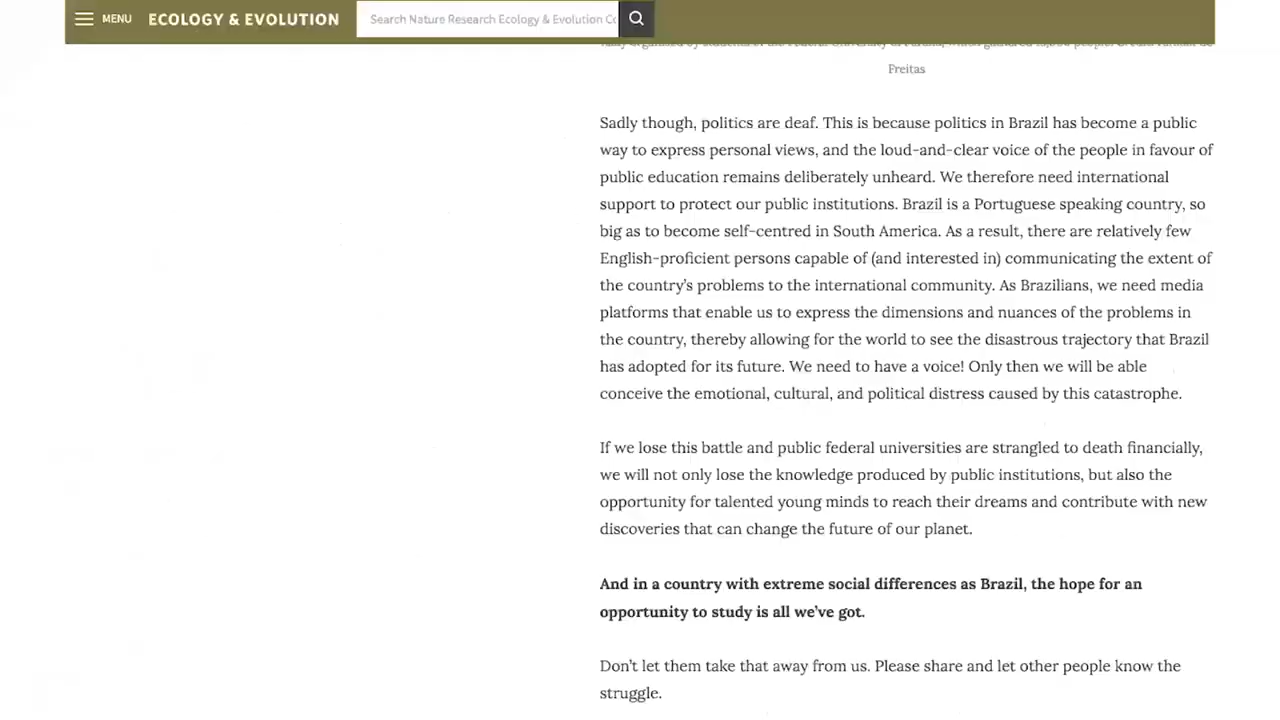 MENU
ECOLOGY & EVOLUTION
Search Nature Research Ecology & Evolution Co
Freitas
Sadly though, politics are deaf. This is because politics in Brazil has become a public
way to express personal views, and the loud-and-clear voice of the people in favour of
public education remains deliberately unheard. We therefore need international
support to protect our public institutions. Brazil is a Portuguese speaking country, so
big as to become self-centred in South America. As a result, there are relatively few
English-proficient persons capable of (and interested in) communicating the extent of
the country's problems to the international community. As Brazilians, we need media
platforms that enable us to express the dimensions and nuances of the problems in
the country, thereby allowing for the world to see the disastrous trajectory that Brazil
has adopted for its future. We need to have a voice! Only then we will be able
conceive the emotional, cultural, and political distress caused by this catastrophe.
If we lose this battle and public federal universities are strangled to death financially,
we will not only lose the knowledge produced by public institutions, but also the
opportunity for talented young minds to reach their dreams and contribute with new
discoveries that can change the future of our planet.
And in a country with extreme social differences as Brazil, the hope for an
opportunity to study is all we've got.
Don't let them take that away from us. Please share and let other people know the
struggle.